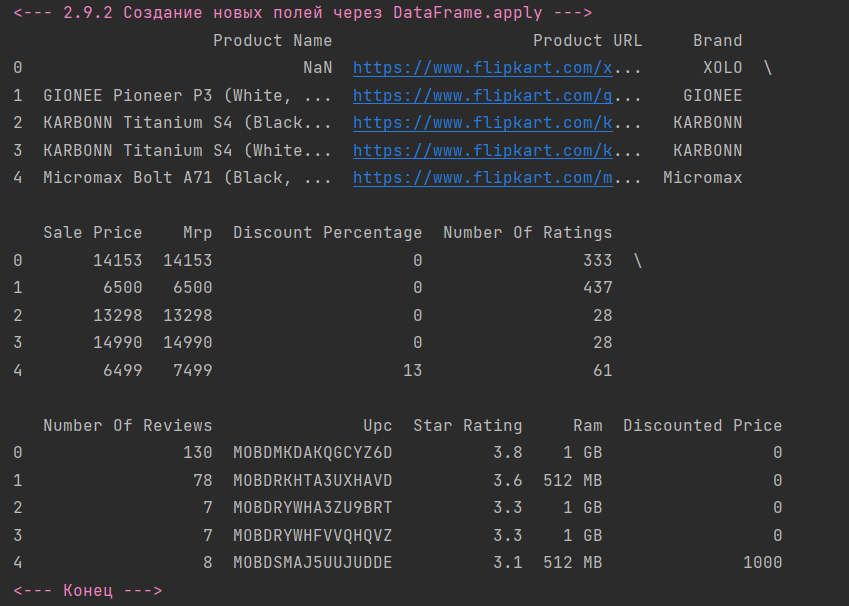 <--- 2.9.2 Создание новых полей через DataFrame.apply --->
Product Name Product URL Brand
0 NaN https://www.flipkart.com/x... XOLO \
1 GIONEE Pioneer P3 (White, ... https://www.flipkart.com/g... GIONEE
2 KARBONN Titanium S4 (Black... https://www.flipkart.com/k... KARBONN
3 KARBONN Titanium S4 (White... https://www.flipkart.com/k... KARBONN
4 Micromax Bolt A71 (Black, ... https://www.flipkart.com/m... Micromax
Sale Price Mrp Discount Percentage Number Of Ratings
0 14153 14153 0 333 \
1 6500 6500 0 437
2 13298 13298 0 28
3 14990 14990 0 28
4 6499 7499 13 61
Number Of Reviews Upc Star Rating Ram Discounted Price
0 130 MOBDMKDAKQGCYZ6D 3.8 1 GB 0
1 78 MOBDRKHTA3UXHAVD 3.6 512 MB 0
2 7 MOBDRYWHA3ZU9BRT 3.3 1 GB 0
3 7 MOBDRYWHFVVQHQVZ 3.3 1 GB 0
4 8 MOBDSMAJ5UUJUDDE 3.1 512 MB 1000
<--- Конец --->